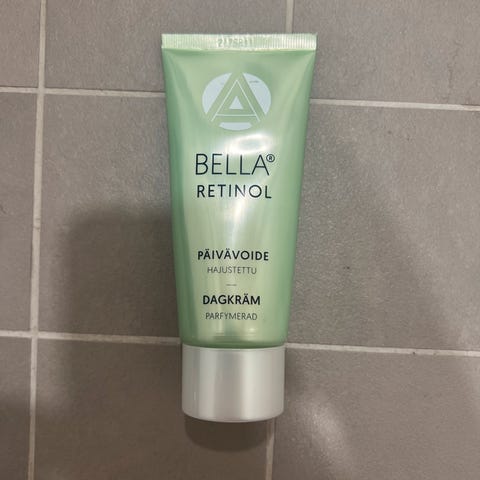 BELLA®
RETINOL
PÄIVÄVOIDE
HAJUSTETTU
DAGKRÄM
PARFYMERAD